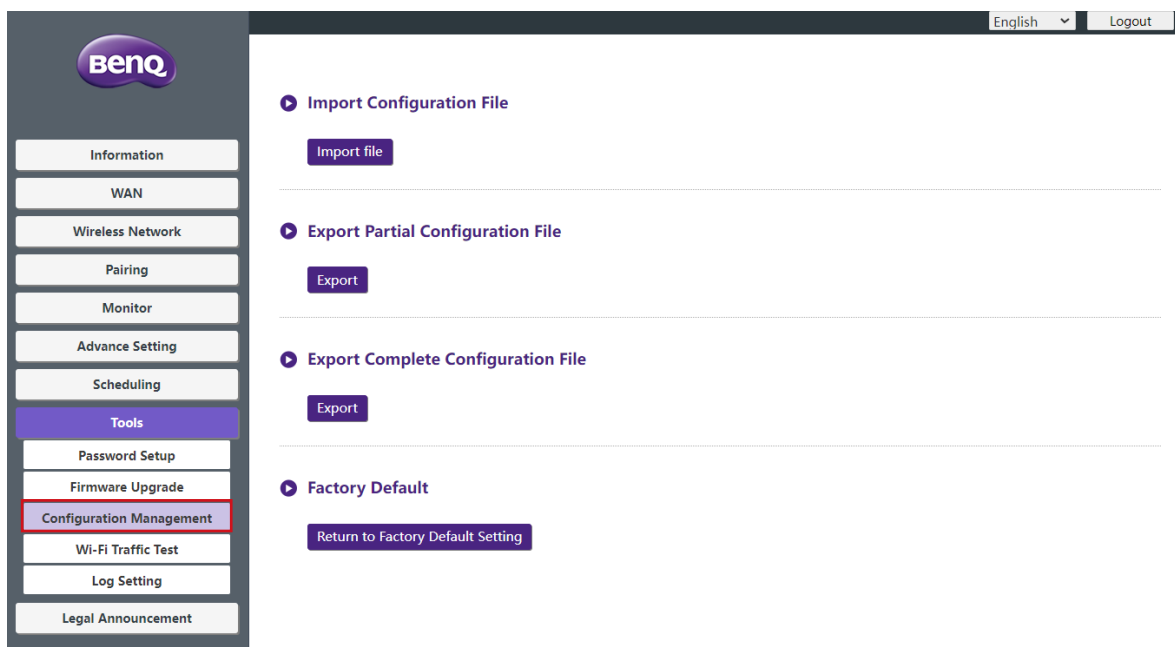 English
Logout
BenQ
Information
WAN
Wireless Network
Pairing
Monitor
Advance Setting
Scheduling
Tools
Password Setup
Firmware Upgrade
Configuration Management
Wi-Fi Traffic Test
Log Setting
Legal Announcement
Import Configuration File
Import file
Export Partial Configuration File
Export
Export Complete Configuration File
Export
Factory Default
Return to Factory Default Setting